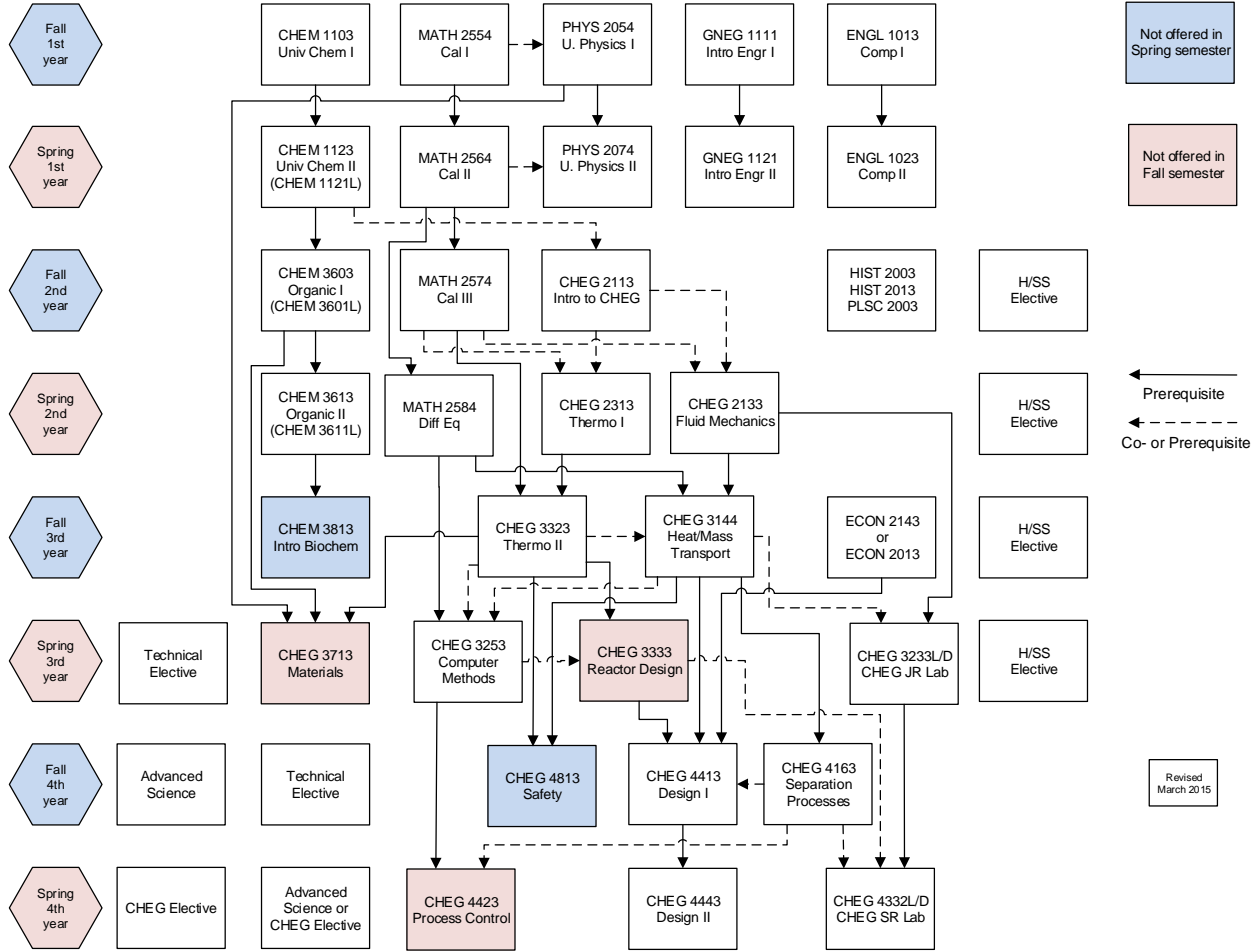 Fall
1st
year
CHEM 1103
Univ Chem I
MATH 2554
Cal I
PHYS 2054
U. Physics I
GNEG 1111
Intro Engr I
ENGL 1013
Comp I
Not offered in
Spring semester
Spring
1st
year
CHEM 1123
Univ Chem II
(CHEM 1121L)
MATH 2564
Cal II
PHYS 2074
U. Physics II
GNEG 1121
Intro Engr II
ENGL 1023
Comp II
Not offered in
Fall semester
Fall
2nd
year
CHEM 3603
Organic I
(CHEM 3601L)
MATH 2574
Cal III
CHEG 2113
Intro to CHEG
HIST 2003
HIST 2013
PLSC 2003
H/SS
Elective
Spring
2nd
year
CHEM 3613
Organic II
(CHEM 3611L)
MATH 2584
Diff Eq
CHEG 2313
Thermo I
CHEG 2133
Fluid Mechanics
H/SS
Elective
Prerequisite
Co- or Prerequisite
Fall
3rd
year
CHEM 3813
Intro Biochem
CHEG 3323
Thermo II
CHEG 3144
Heat/Mass
Transport
ECON 2143
or
ECON 2013
H/SS
Elective
Spring
3rd
year
Technical
Elective
CHEG 3713
Materials
CHEG 3253
Computer
Methods
CHEG 3333
Reactor Design
CHEG 3233L/D
CHEG JR Lab
H/SS
Elective
Fall
4th
year
Advanced
Science
Technical
Elective
CHEG 4813
Safety
CHEG 4413
Design I
CHEG 4163
Separation
Processes
Revised
March 2015
Spring
4th
year
CHEG Elective
Advanced
Science or
CHEG Elective
CHEG 4423
Process Control
CHEG 4443
Design II
CHEG 4332L/D
CHEG SR Lab